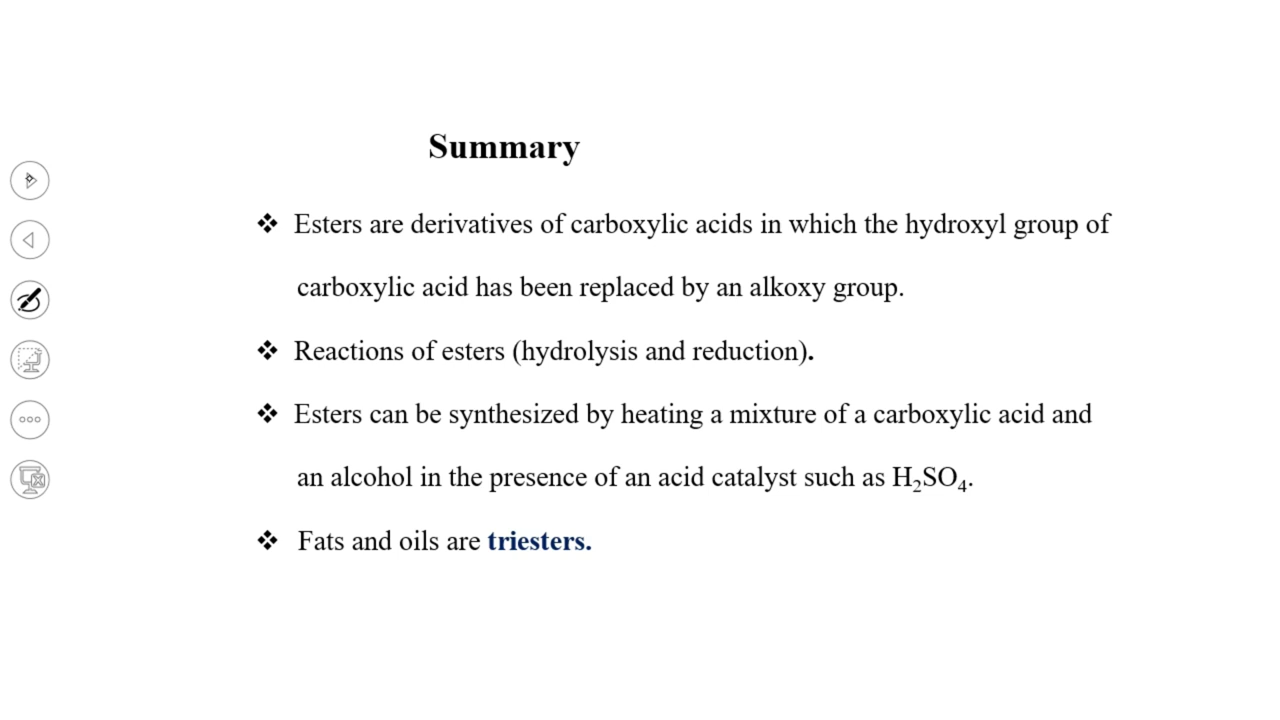 Summary
❖ Esters are derivatives of carboxylic acids in which the hydroxyl group of
carboxylic acid has been replaced by an alkoxy group.
❖ Reactions of esters (hydrolysis and reduction).
❖ Esters can be synthesized by heating a mixture of a carboxylic acid and
an alcohol in the presence of an acid catalyst such as H₂SO₄.
❖ Fats and oils are triesters.